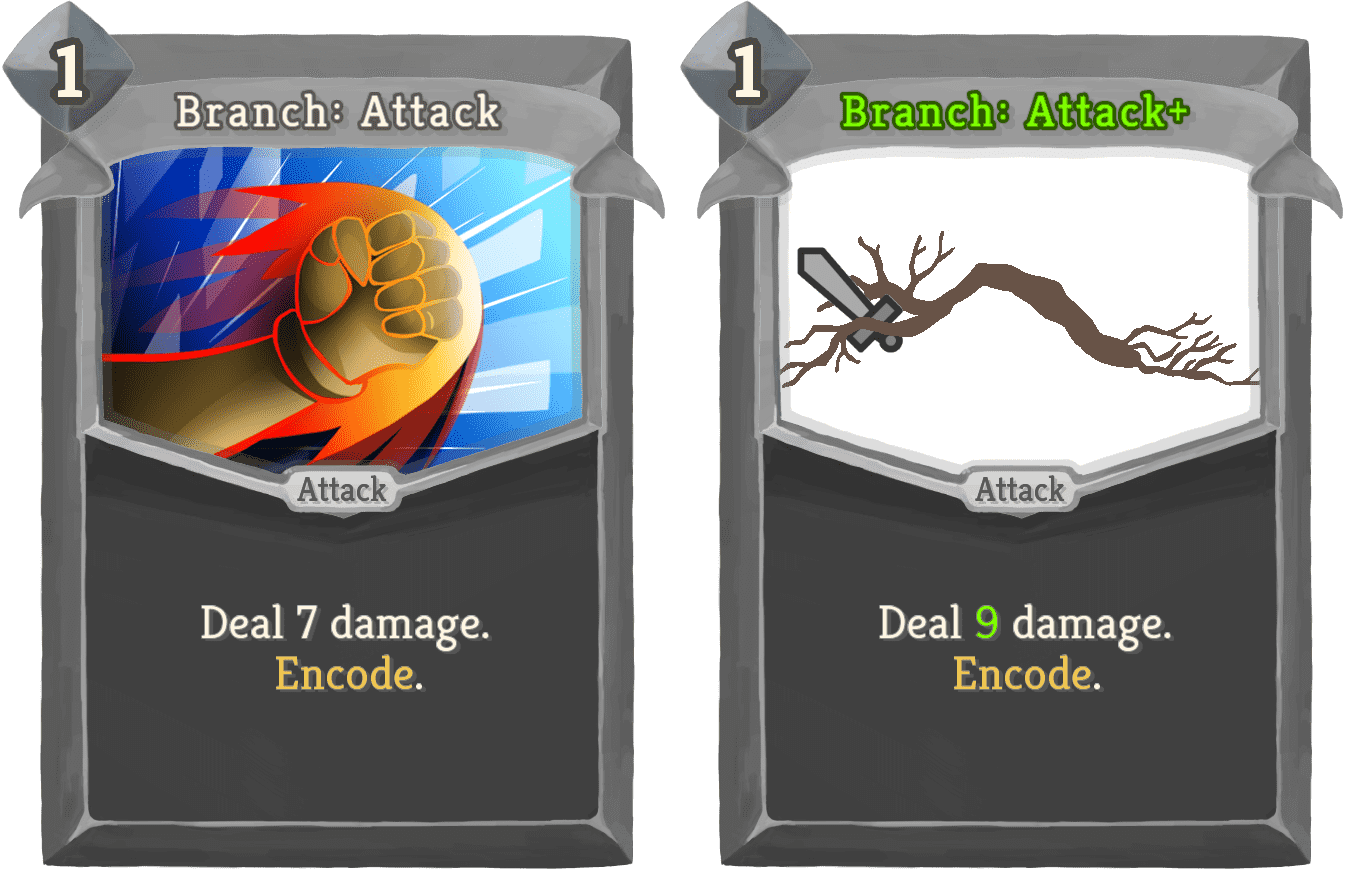 1
Branch: Attack
Attack
Deal 7 damage.
Encode.
1
Branch: Attack+
Attack
Deal 9 damage.
Encode.